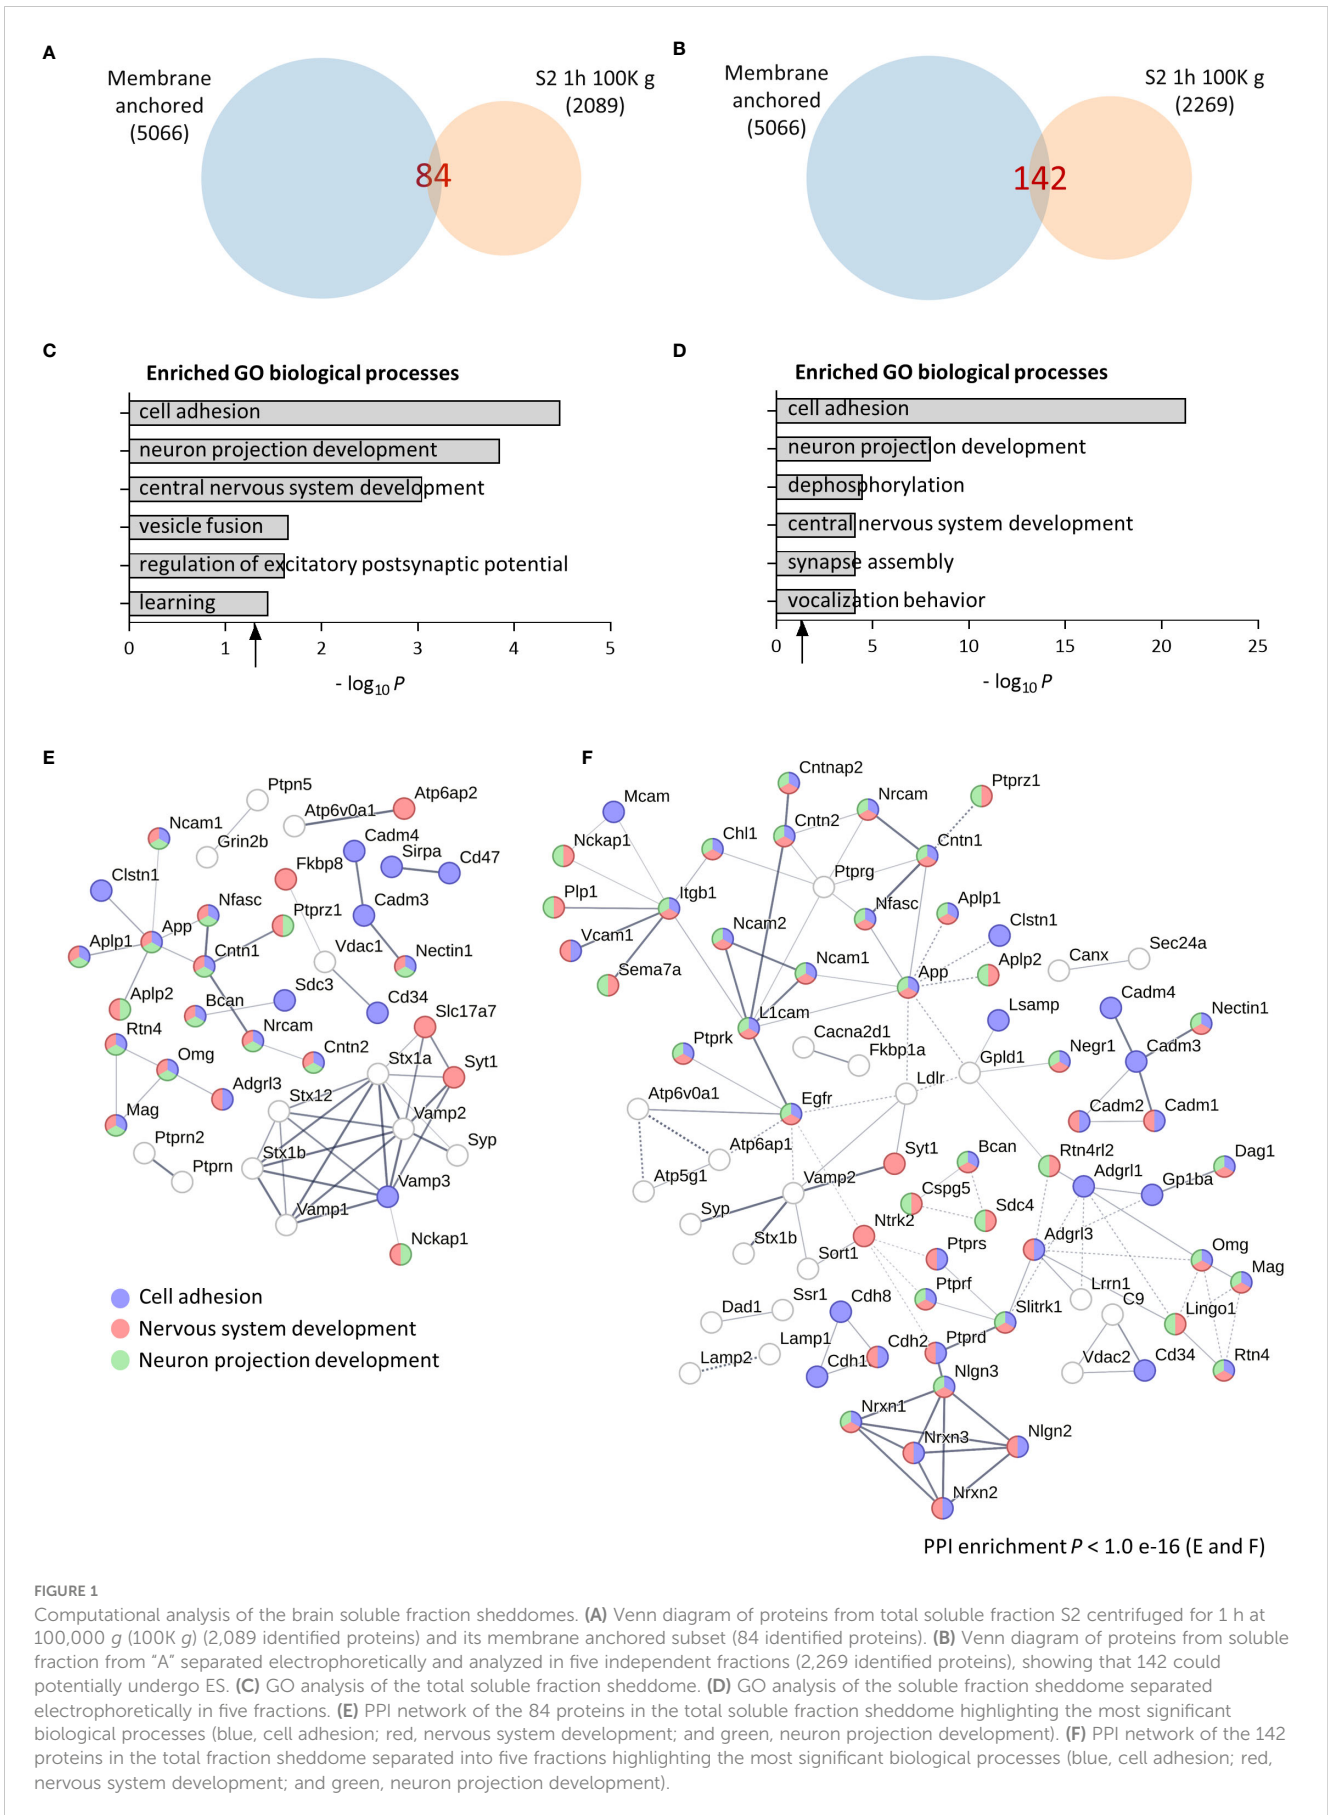 A
Membrane
anchored
(5066)
S2 1h 100K g
(2089)
84
B
Membrane
anchored
(5066)
S2 1h 100K g
(2269)
142
C
Enriched GO biological processes
cell adhesion
neuron projection development
central nervous system development
vesicle fusion
regulation of excitatory postsynaptic potential
learning
0 1 2 3 4 5
- log10 P
D
Enriched GO biological processes
cell adhesion
neuron projection development
dephosphorylation
central nervous system development
synapse assembly
vocalization behavior
0 5 10 15 20 25
- log10 P
E
Ptpn5
Atp6ap2
Atp6v0a1
Ncam1
Grin2b
Cadm4
Sirpa
Cd47
Fkbp8
Clstn1
Nfasc
Cadm3
App
Ptprz1
Aplp1
Cntn1
Vdac1
Nectin1
Aplp2
Bcan
Sdc3
Cd34
Slc17a7
Rtn4
Nrcam
Omg
Cntn2
Stx1a
Syt1
Adgrl3
Stx12
Mag
Vamp2
Ptprn2
Stx1b
Syp
Ptprn
Vamp3
Vamp1
Nckap1
Cell adhesion
Nervous system development
Neuron projection development
F
Cntnap2
Mcam
Nrcam
Ptprz1
Nckap1
Chl1
Cntn2
Cntn1
Ptprg
Plp1
Itgb1
Nfasc
Aplp1
Vcam1
Ncam2
Clstn1
Sema7a
Ncam1
App
Aplp2
Canx
Sec24a
L1cam
Lsamp
Cadm4
Nectin1
Ptprk
Cacna2d1
Fkbp1a
Gpld1
Negr1
Cadm3
Atp6v0a1
Egfr
Ldlr
Cadm2
Cadm1
Atp6ap1
Syt1
Bcan
Rtn4rl2
Dag1
Atp5g1
Vamp2
Cspg5
Adgrl1
Gp1ba
Syp
Sdc4
Ntrk2
Stx1b
Sort1
Ptprs
Adgrl3
Omg
Mag
Ptprf
Lrrn1
Dad1
Ssr1
Cdh8
Slitrk1
C9
Lingo1
Lamp1
Lamp2
Cdh1
Cdh2
Ptprd
Vdac2
Cd34
Rtn4
Nlgn3
Nrxn1
Nrxn3
Nlgn2
Nrxn2
PPI enrichment P < 1.0 e-16 (E and F)
FIGURE 1
Computational analysis of the brain soluble fraction sheddomes. (A) Venn diagram of proteins from total soluble fraction S2 centrifuged for 1 h at
100,000 g (100K g) (2,089 identified proteins) and its membrane anchored subset (84 identified proteins). (B) Venn diagram of proteins from soluble
fraction from “A” separated electrophoretically and analyzed in five independent fractions (2,269 identified proteins), showing that 142 could
potentially undergo ES. (C) GO analysis of the total soluble fraction sheddome. (D) GO analysis of the soluble fraction sheddome separated
electrophoretically in five fractions. (E) PPI network of the 84 proteins in the total soluble fraction sheddome highlighting the most significant
biological processes (blue, cell adhesion; red, nervous system development; and green, neuron projection development). (F) PPI network of the 142
proteins in the total fraction sheddome separated into five fractions highlighting the most significant biological processes (blue, cell adhesion; red,
nervous system development; and green, neuron projection development).